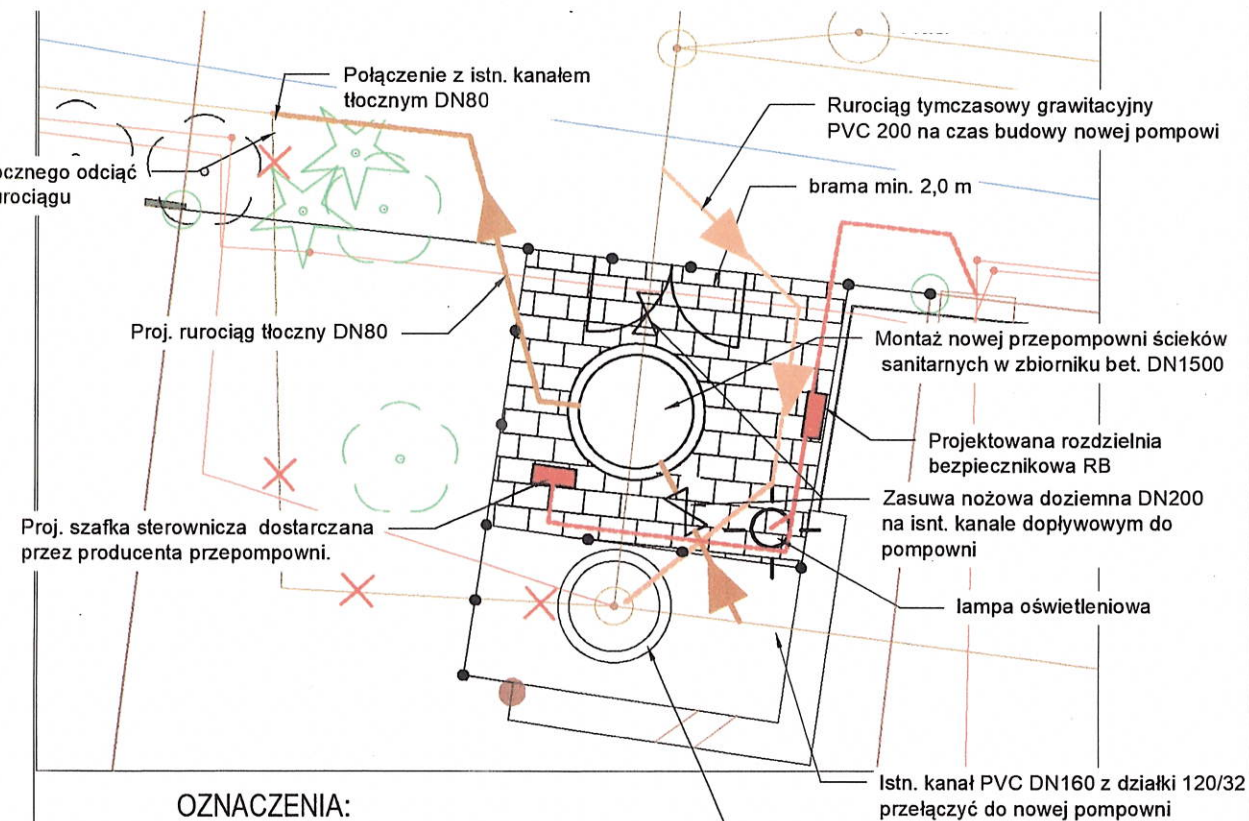 Połączenie z istn. kanałem
tłocznym DN80
Rurociąg tymczasowy grawitacyjny
PVC 200 na czas budowy nowej pompowi
ocznego odciąć
urociągu
brama min. 2,0 m
Proj. rurociąg tłoczny DN80
Montaż nowej przepompowni ścieków
sanitarnych w zbiorniku bet. DN1500
Projektowana rozdzielnia
bezpiecznikowa RB
Zasuwa nożowa doziemna DN200
na isnt. kanale dopływowym do
pompowni
Proj. szafka sterownicza dostarczana
przez producenta przepompowni.
lampa oświetleniowa
Istn. kanał PVC DN160 z działki 120/32
przełączyć do nowej pompowni
OZNACZENIA: